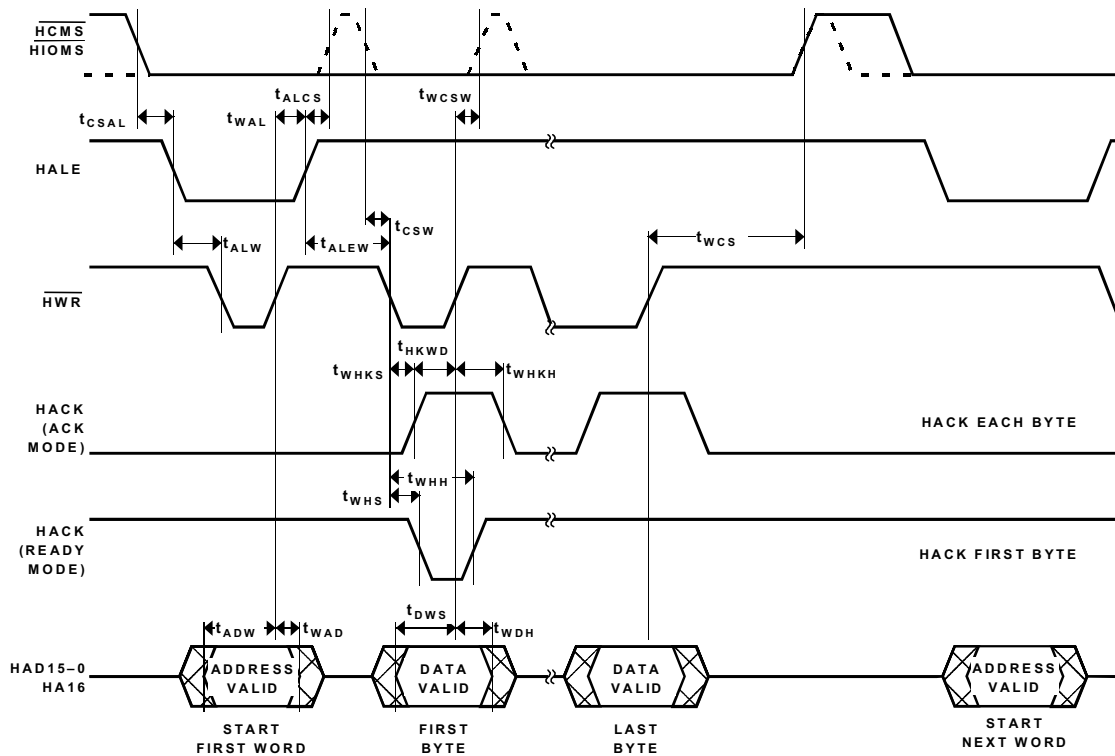 HCMS
HIOMS
tALCS
tWCSW
tCSAL
tWAL
HALE
tCSW
tWCS
tALW
tALEW
HWR
tHKWD
tWHKS
tWHKH
HACK
(ACK
MODE)
HACK EACH BYTE
tWHH
tWHS
HACK
(READY
MODE)
HACK FIRST BYTE
tADW
tWAD
tDWS
tWDH
HAD15–0
HA16
ADDRESS
VALID
DATA
VALID
DATA
VALID
ADDRESS
VALID
START
FIRST WORD
FIRST
BYTE
LAST
BYTE
START
NEXT WORD